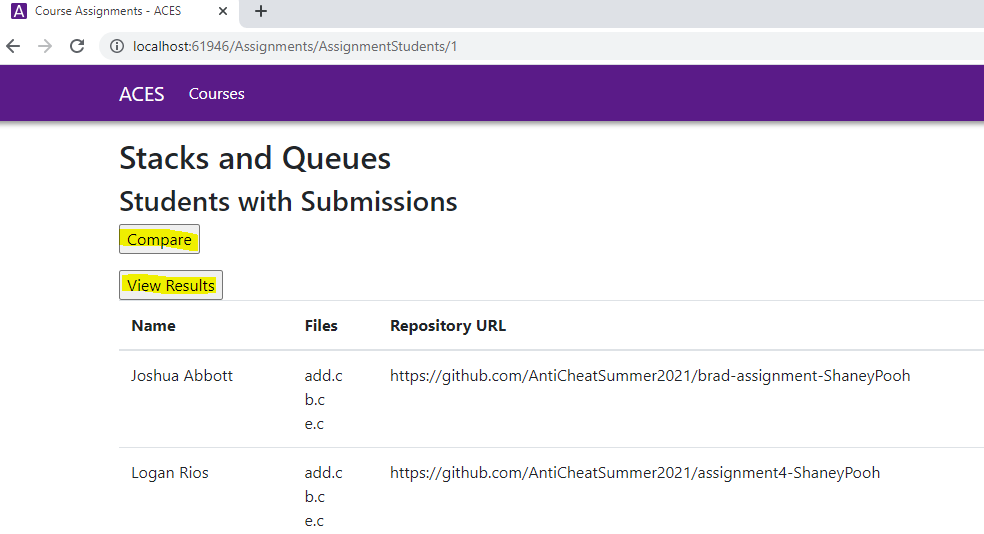 A Course Assignments - ACES
localhost:61946/Assignments/AssignmentStudents/1
ACES Courses
Stacks and Queues
Students with Submissions
Compare
View Results
Name Files Repository URL
Joshua Abbott add.c https://github.com/AntiCheatSummer2021/brad-assignment-ShaneyPooh
b.c
e.c
Logan Rios add.c https://github.com/AntiCheatSummer2021/assignment4-ShaneyPooh
b.c
e.c